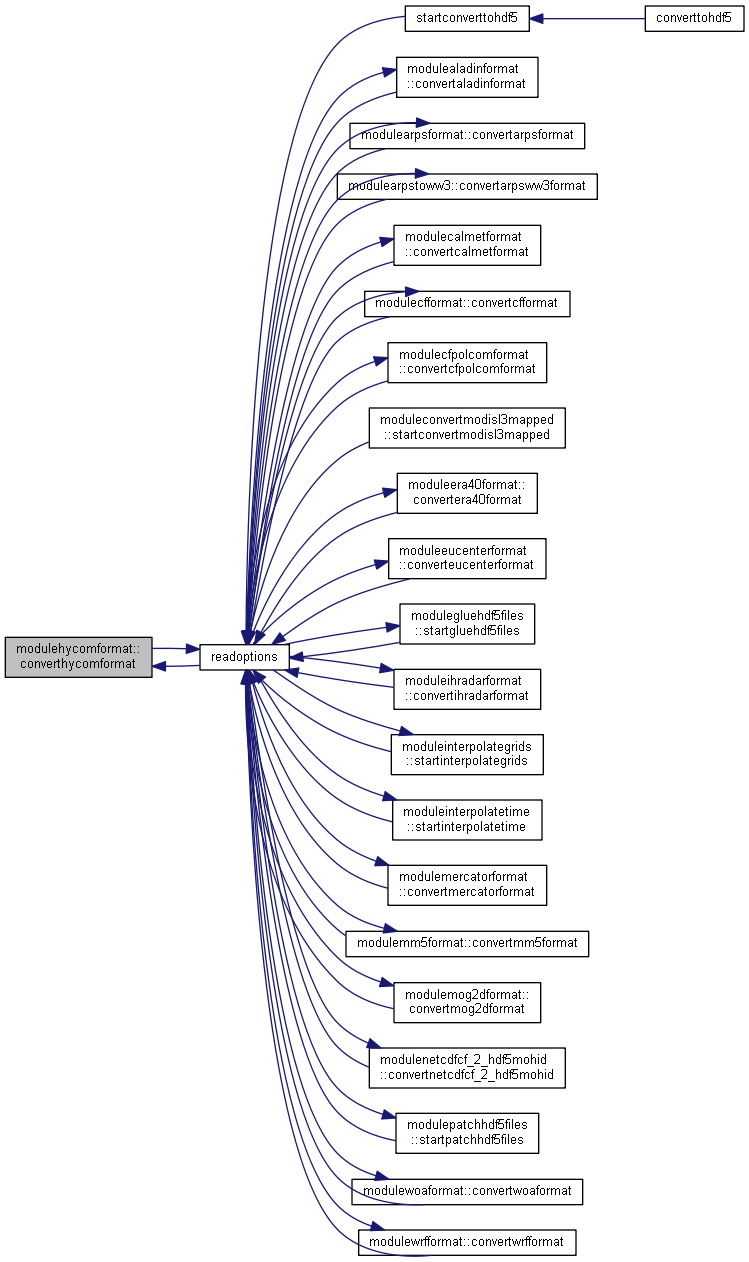 startconverttohdf5
converttohdf5
modulealadinformat
::convertaladinformat
modulearpsformat::convertarpsformat
modulearpstoww3::convertarpsww3format
modulecalmetformat
::convertcalmetformat
modulecfformat::convertcfformat
modulecfpolcomformat
::convertcfpolcomformat
moduleconvertmodisl3mapped
::startconvertmodisl3mapped
moduleera40format::
convertera40format
moduleeucenterformat
::converteucenterformat
modulegluehdf5files
::startgluehdf5files
modulehycomformat::
converthycomformat
readoptions
moduleihradarformat
::convertihradarformat
moduleinterpolategrids
::startinterpolategrids
moduleinterpolatetime
::startinterpolatetime
modulemercatorformat
::convertmercatorformat
modulemm5format::convertmm5format
modulemog2dformat::
convertmog2dformat
modulenetcdfcf_2_hdf5mohid
::convertnetcdfcf_2_hdf5mohid
modulepatchhdf5files
::startpatchhdf5files
modulewoaformat::convertwoaformat
modulewrfformat::convertwrfformat